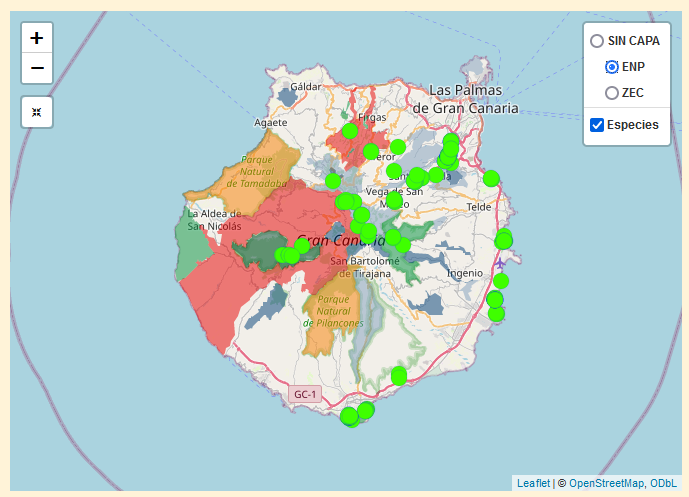 +
−
SIN CAPA
ENP
ZEC
Especies
Gáldar
Las Palmas
de Gran Canaria
Agaete
Firgas
Parque
Natural
de Tamadaba
Vega de San
Mateo
La Aldea de
San Nicolás
Telde
Gran Canaria
San Bartolomé
de Tirajana
Ingenio
Parque
Natural
de Pilancones
GC-1
Leaflet | © OpenStreetMap, ODbL